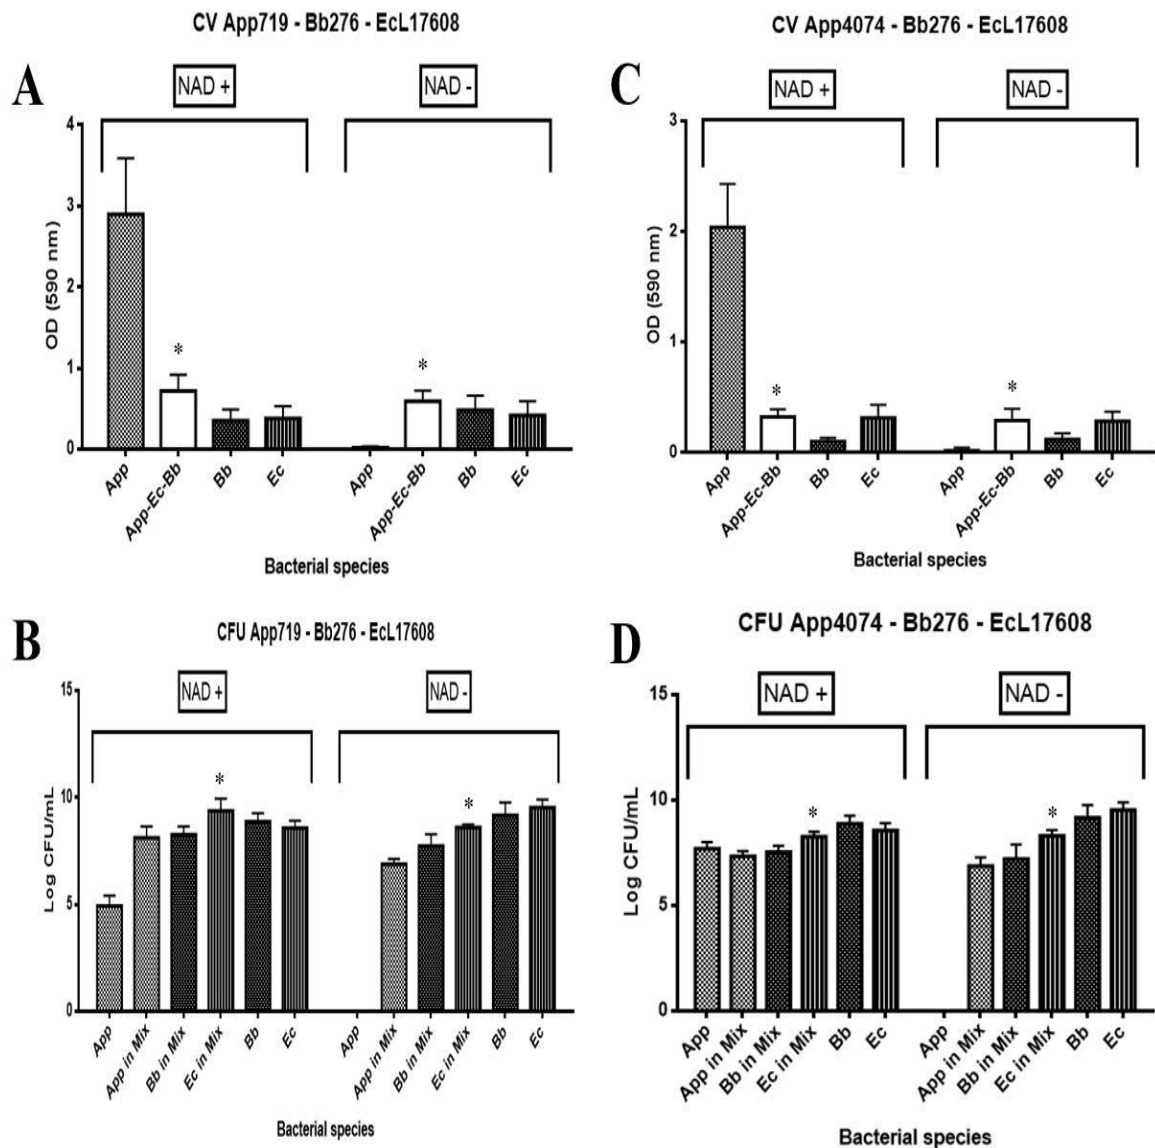 CV App719 - Bb276 - EcL17608
A
NAD +
NAD -
OD (590 nm)
4
3
2
1
0
*
*
App
App-Ec-Bb
Bb
Ec
App
App-Ec-Bb
Bb
Ec
Bacterial species
CV App4074 - Bb276 - EcL17608
C
NAD +
NAD -
OD (590 nm)
3
2
1
0
*
*
App
App-Ec-Bb
Bb
Ec
App
App-Ec-Bb
Bb
Ec
Bacterial species
CFU App719 - Bb276 - EcL17608
B
NAD +
NAD -
Log CFU/mL
15
10
5
0
*
*
App
App in Mix
Bb in Mix
Ec in Mix
Bb
Ec
App
App in Mix
Bb in Mix
Ec in Mix
Bb
Ec
Bacterial species
CFU App4074 - Bb276 - EcL17608
D
NAD +
NAD -
Log CFU/mL
15
10
5
0
*
*
App
App in Mix
Bb in Mix
Ec in Mix
Bb
Ec
App
App in Mix
Bb in Mix
Ec in Mix
Bb
Ec
Bacterial species